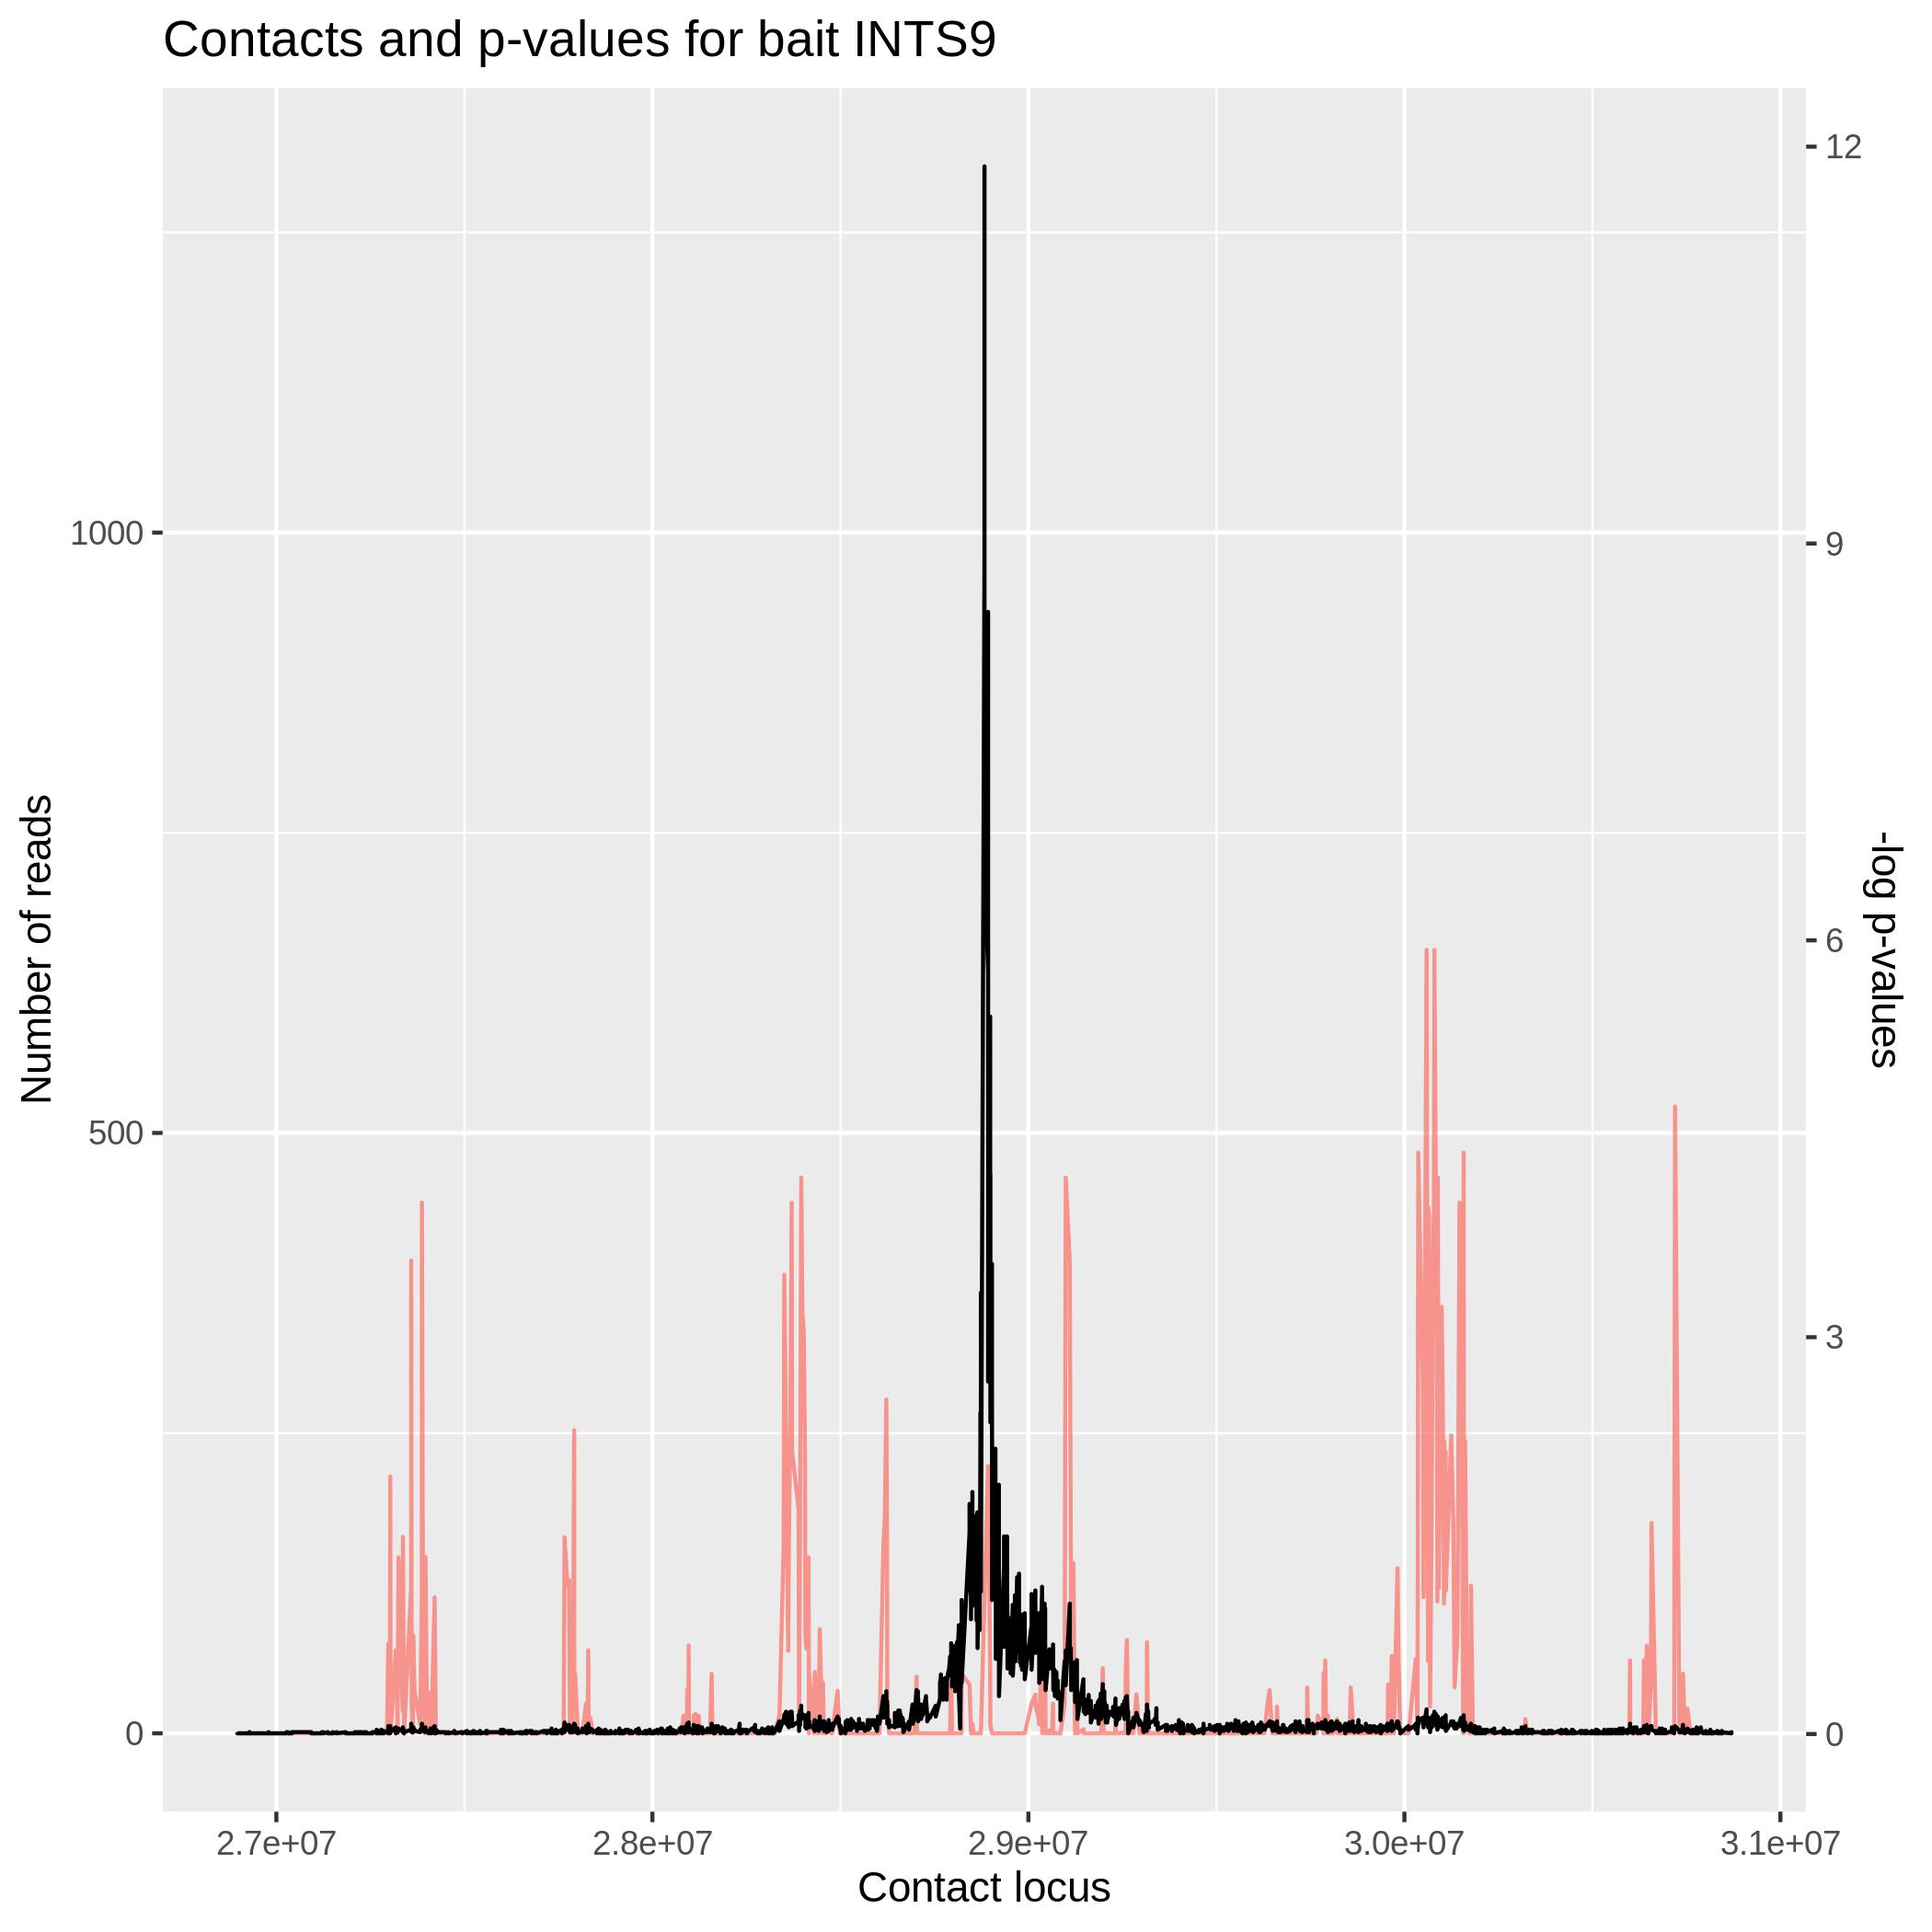 Contacts and p-values for bait INTS9
Number of reads
1000
500
0
12
9
6
3
0
-log p-values
2.7e+07
2.8e+07
2.9e+07
3.0e+07
3.1e+07
Contact locus